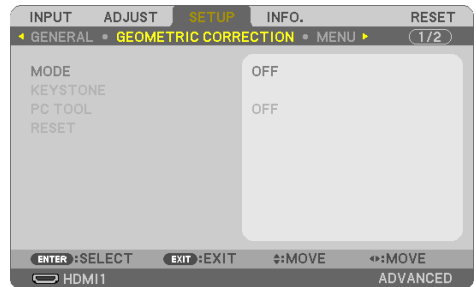 INPUT ADJUST SETUP INFO. RESET
GENERAL • GEOMETRIC CORRECTION • MENU 1/2
MODE OFF
KEYSTONE
PC TOOL OFF
RESET
ENTER :SELECT EXIT :EXIT :MOVE :MOVE
HDMI1 ADVANCED